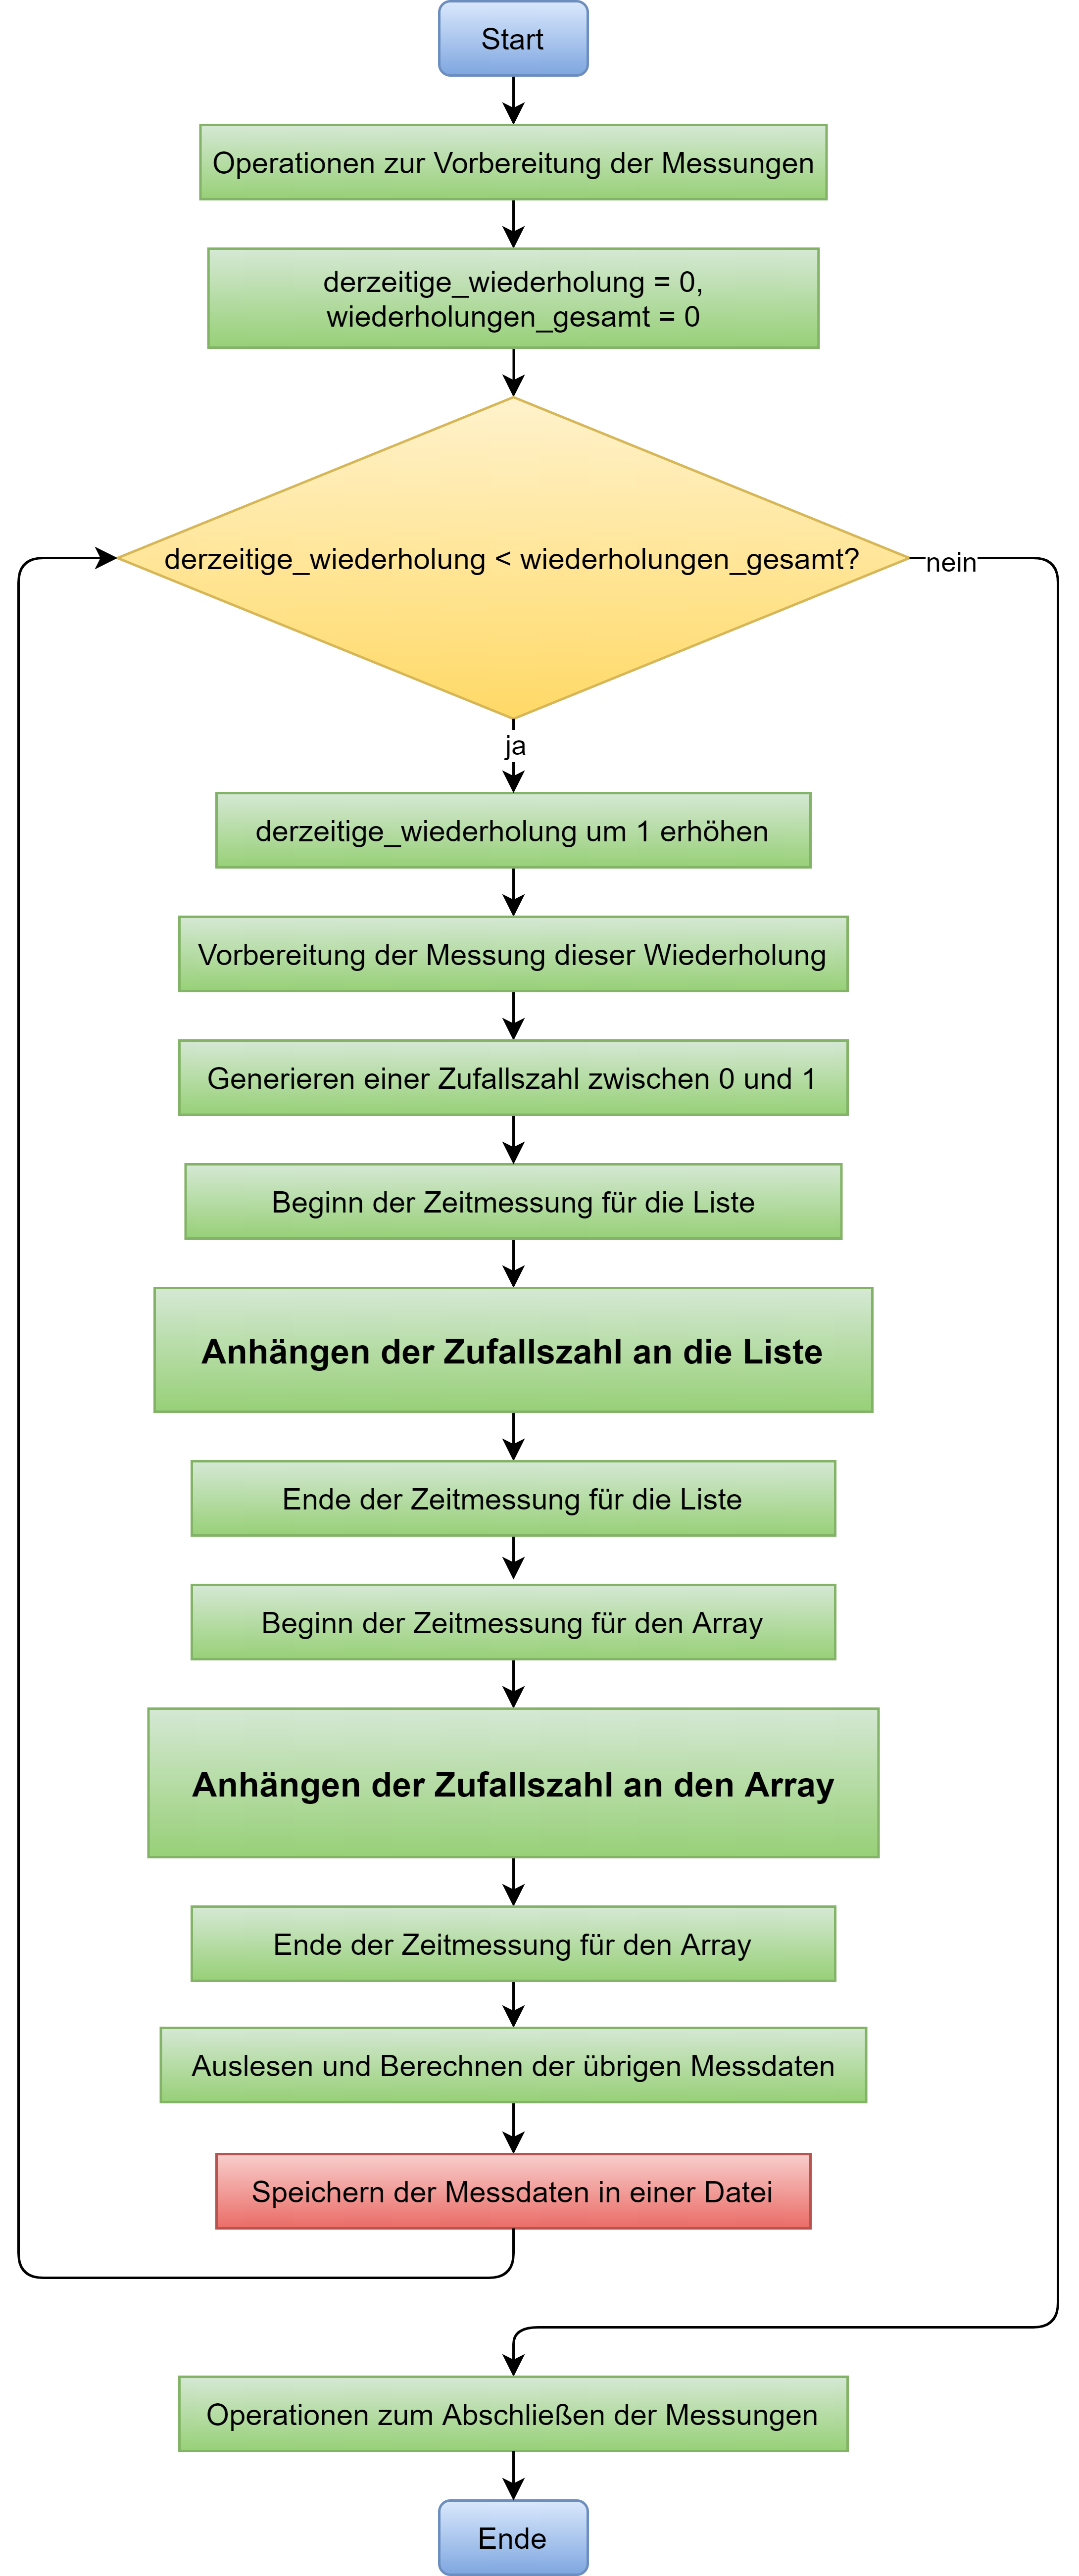 Start
Operationen zur Vorbereitung der Messungen
derzeitige_wiederholung = 0,
wiederholungen_gesamt = 0
derzeitige_wiederholung < wiederholungen_gesamt?
nein
ja
derzeitige_wiederholung um 1 erhöhen
Vorbereitung der Messung dieser Wiederholung
Generieren einer Zufallszahl zwischen 0 und 1
Beginn der Zeitmessung für die Liste
Anhängen der Zufallszahl an die Liste
Ende der Zeitmessung für die Liste
Beginn der Zeitmessung für den Array
Anhängen der Zufallszahl an den Array
Ende der Zeitmessung für den Array
Auslesen und Berechnen der übrigen Messdaten
Speichern der Messdaten in einer Datei
Operationen zum Abschließen der Messungen
Ende